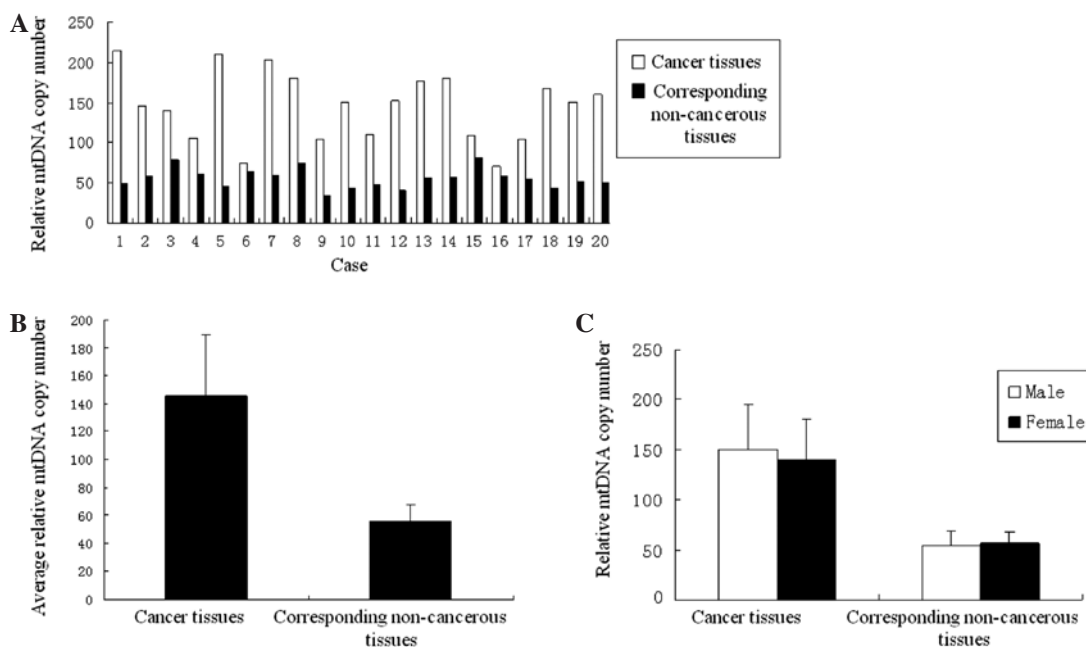 A
Relative mtDNA copy number
250
200
150
100
50
0
1 2 3 4 5 6 7 8 9 10 11 12 13 14 15 16 17 18 19 20
Case
Cancer tissues
Corresponding
non-cancerous
tissues
B
Average relative mtDNA copy number
200
180
160
140
120
100
80
60
40
20
0
Cancer tissues
Corresponding non-cancerous
tissues
C
Relative mtDNA copy number
250
200
150
100
50
0
Cancer tissues
Corresponding non-cancerous
tissues
Male
Female